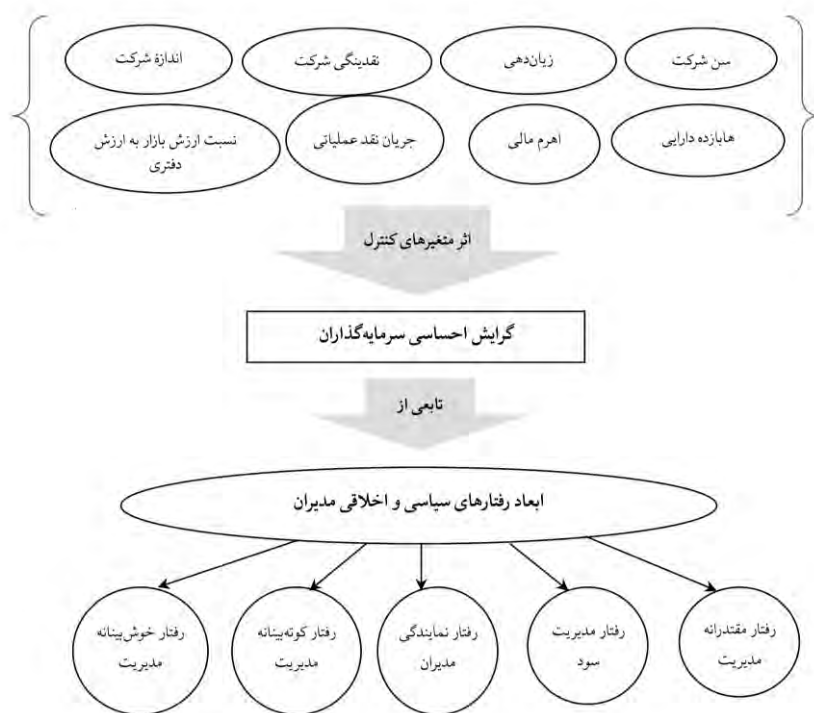 سن شرکت
زیان‌دهی
نقدینگی شرکت
اندازهٔ شرکت
هابازده دارایی
اهرم مالی
جریان نقد عملیاتی
نسبت ارزش بازار به ارزش
دفتری
اثر متغیرهای کنترل
گرایش احساسی سرمایه‌گذاران
تابعی از
ابعاد رفتارهای سیاسی و اخلاقی مدیران
رفتار مقتدرانه
مدیریت
رفتار مدیریت
سود
رفتار نمایندگی
مدیران
رفتار کوته‌بینانه
مدیریت
رفتار خوش‌بینانه
مدیریت